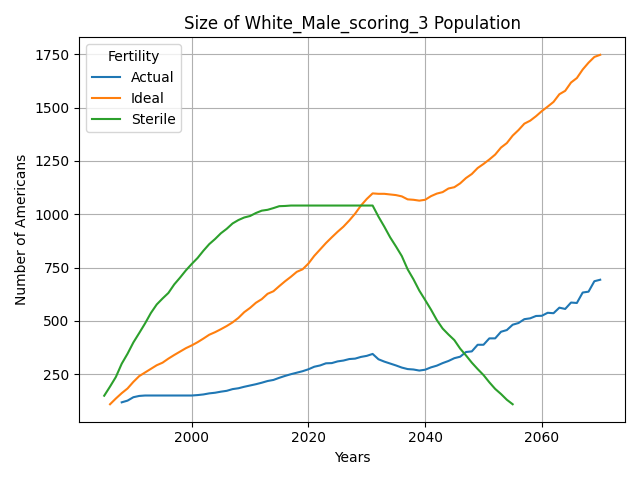 Size of White_Male_scoring_3 Population
Fertility
Actual
Ideal
Sterile
Number of Americans
1750
1500
1250
1000
750
500
250
2000
2020
2040
2060
Years